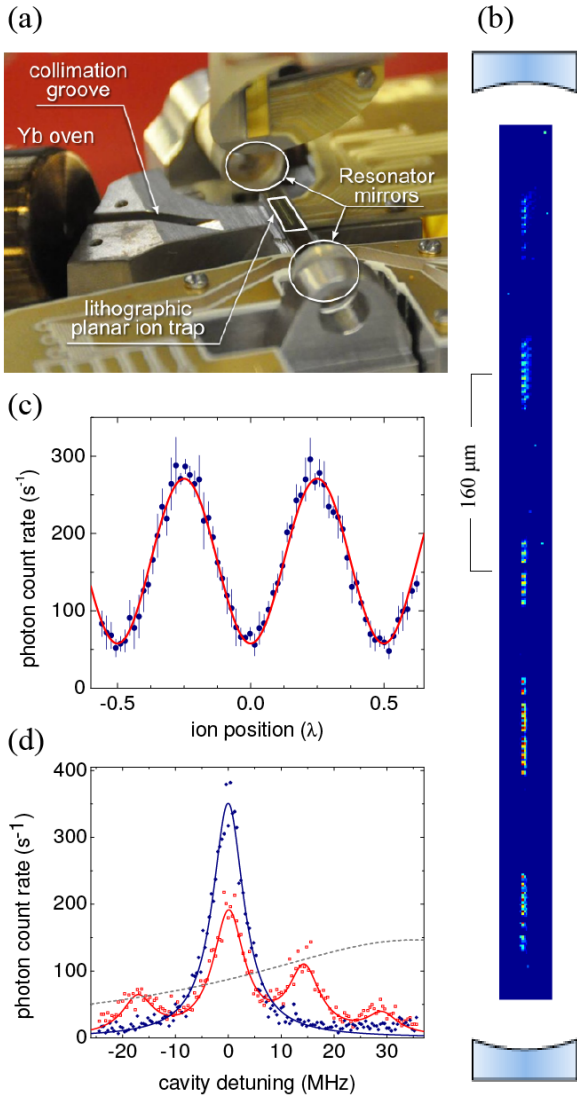 (a)
collimation
groove
Yb oven
Resonator
mirrors
lithographic
planar ion trap
(b)
160 μm
(c)
photon count rate (s⁻¹)
300
200
100
0
-0.5
0.0
0.5
ion position (λ)
(d)
photon count rate (s⁻¹)
400
300
200
100
0
-20
-10
0
10
20
30
cavity detuning (MHz)